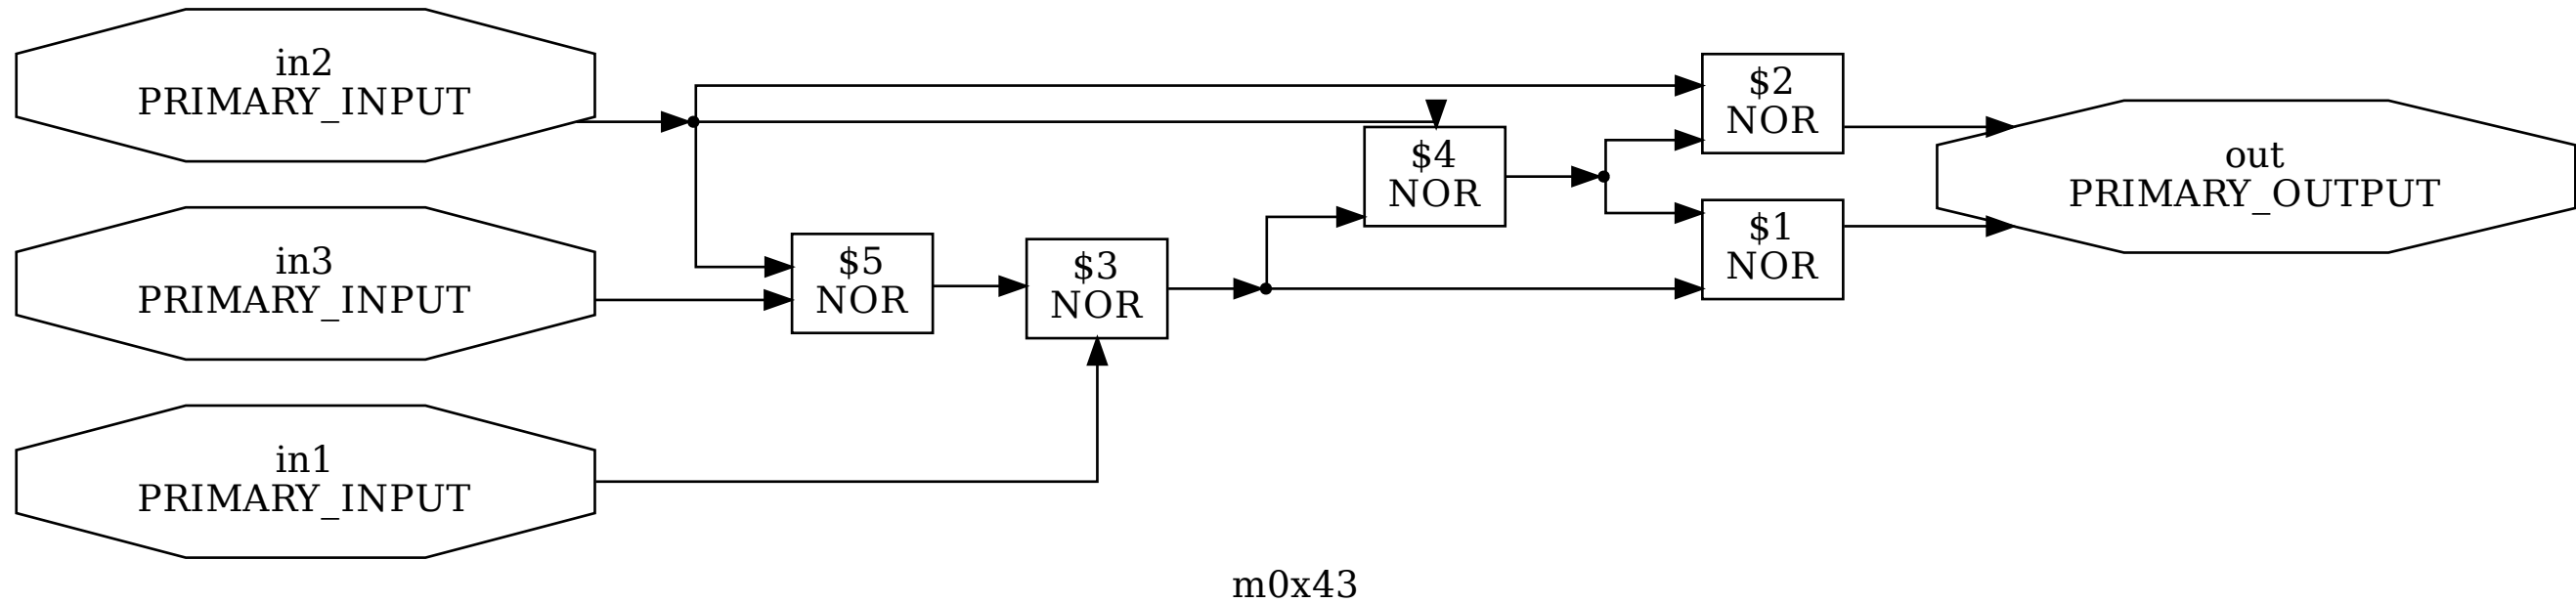 in2
PRIMARY_INPUT
in3
PRIMARY_INPUT
in1
PRIMARY_INPUT
$5
NOR
$3
NOR
$4
NOR
$2
NOR
$1
NOR
out
PRIMARY_OUTPUT
m0x43